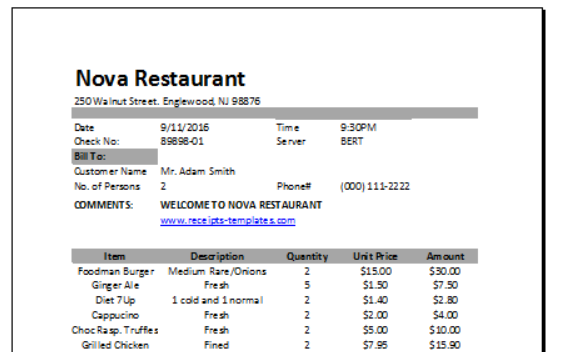 Nova Restaurant
250 Walnut Street. Englewood, NJ 98876
Date 9/11/2016 Time 9:30PM
Check No: 89898-01 Server BERT
Bill To:
Customer Name Mr. Adam Smith
No. of Persons 2 Phone# (000) 111-2222
COMMENTS: WELCOME TO NOVA RESTAURANT
www.receipts-templates.com
Item Description Quantity Unit Price Amount
Foodman Burger Medium Rare/Onions 2 $15.00 $30.00
Ginger Ale Fresh 5 $1.50 $7.50
Diet 7Up 1 cold and 1 normal 2 $1.40 $2.80
Cappucino Fresh 2 $2.00 $4.00
Choc Rasp. Truffles Fresh 2 $5.00 $10.00
Grilled Chicken Fined 2 $7.95 $15.90